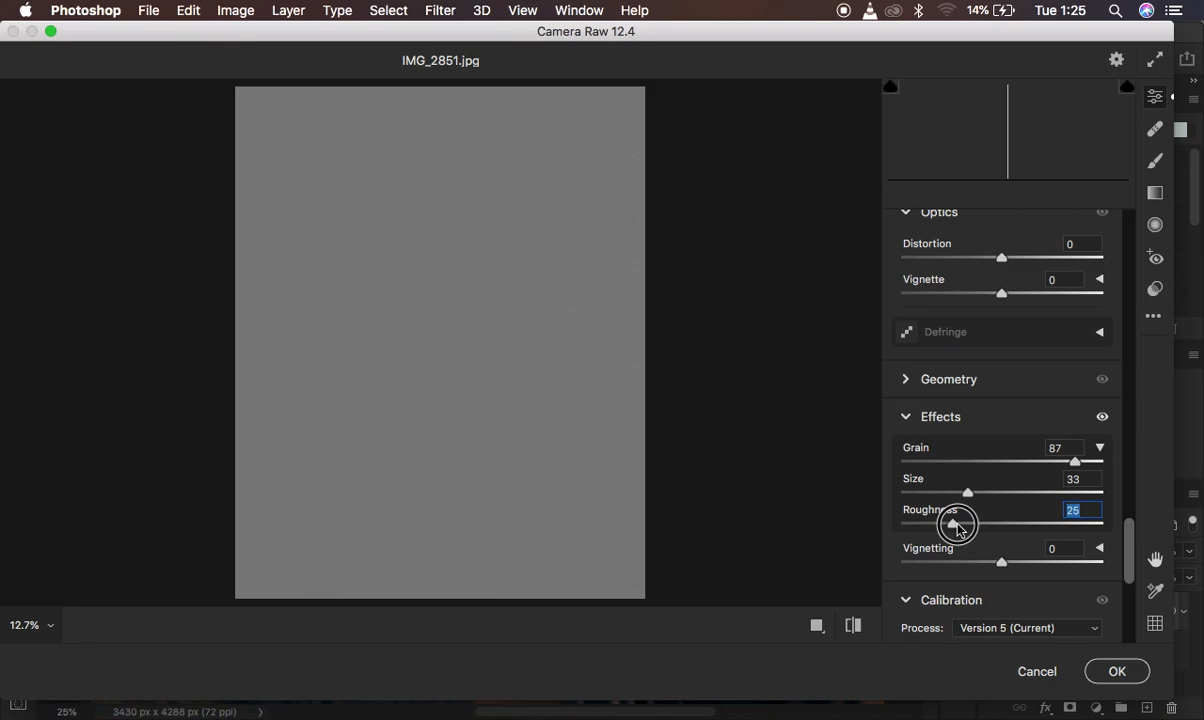 Photoshop File Edit Image Layer Type Select Filter 3D View Window Help 14% Tue 1:25
Camera Raw 12.4
IMG_2851.jpg
Optics
Distortion 0
Vignette 0
Defringe
Geometry
Effects
Grain 87
Size 33
Roughness 25
Vignetting 0
Calibration
Process: Version 5 (Current)
12.7%
Cancel OK
25% 3430 px x 4288 px (72 ppi)